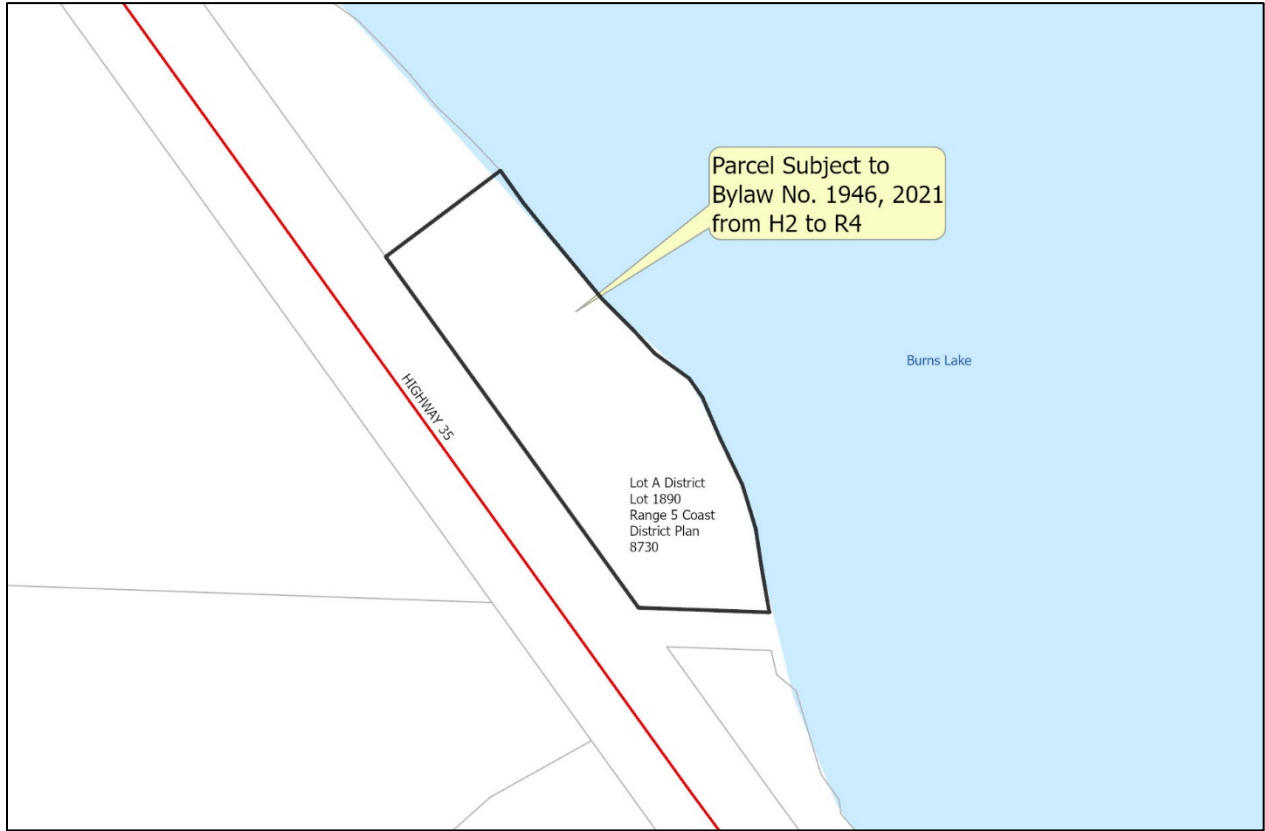 Parcel Subject to
Bylaw No. 1946, 2021
from H2 to R4
Burns Lake
HIGHWAY 35
Lot A District
Lot 1890
Range 5 Coast
District Plan
8730